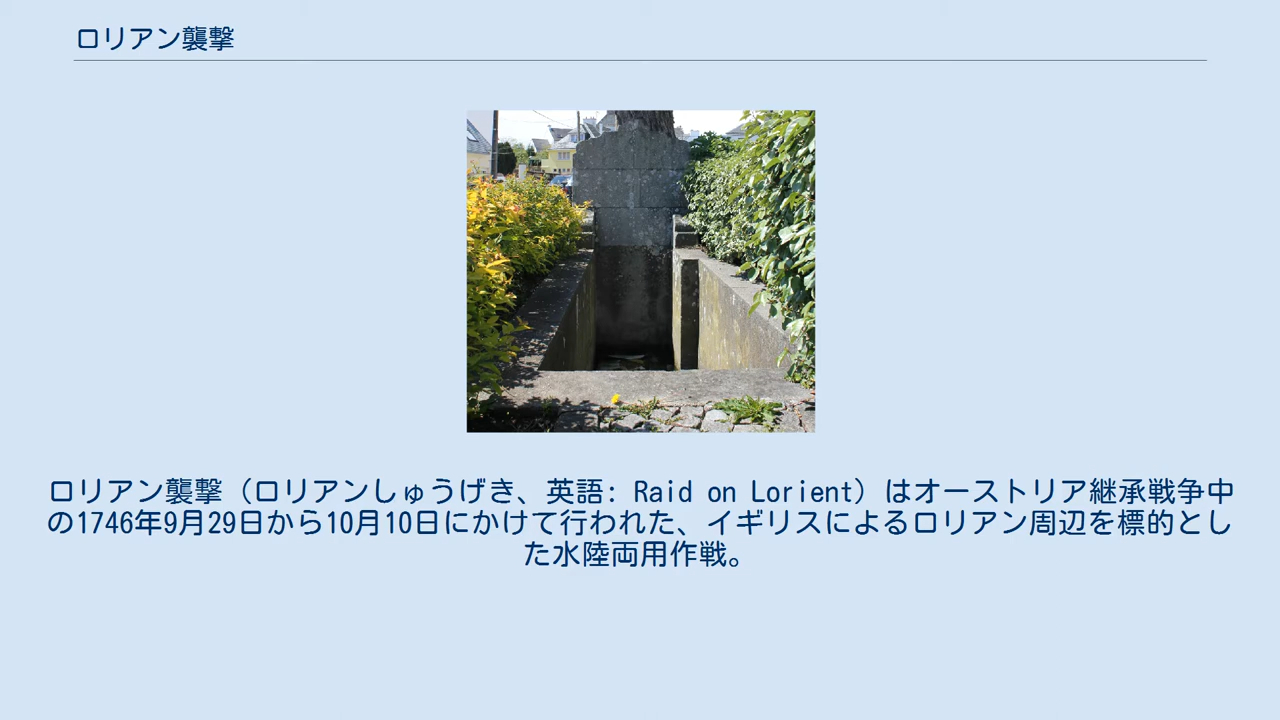 ロリアン襲撃
ロリアン襲撃（ロリアンしゅうげき、英語: Raid on Lorient）はオーストリア継承戦争中
の1746年9月29日から10月10日にかけて行われた、イギリスによるロリアン周辺を標的とし
た水陸両用作戦。